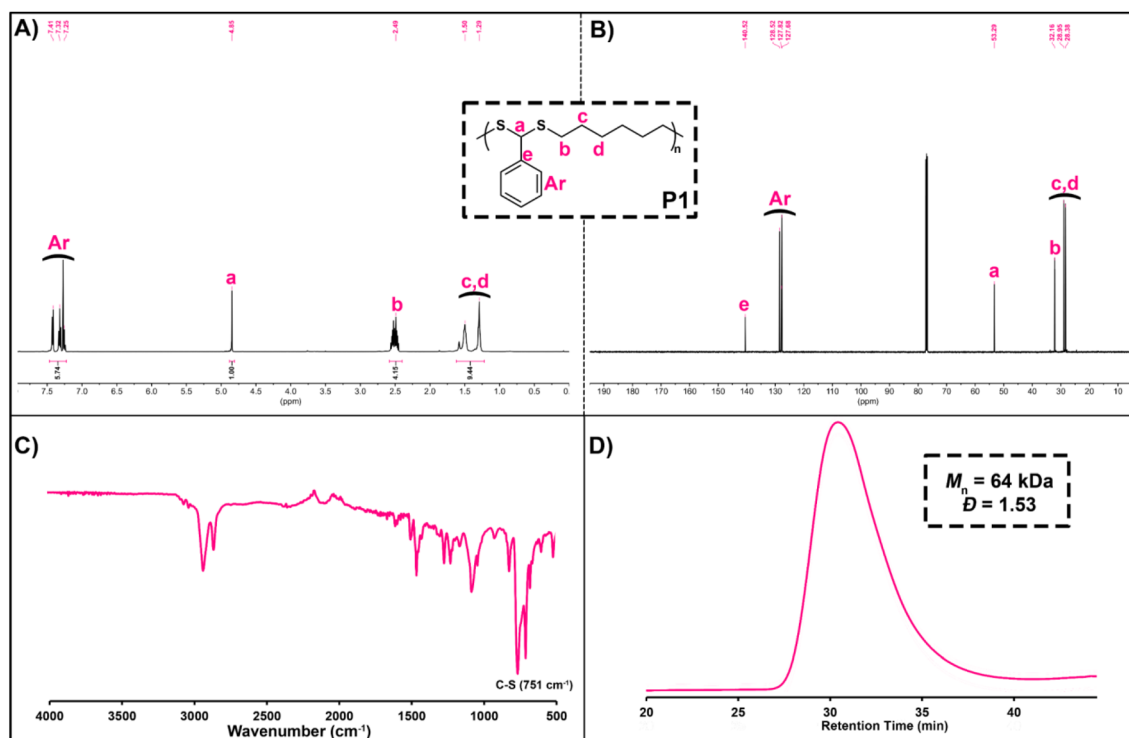 A)
7.41
7.32
7.25
4.85
2.49
1.50
1.29
Ar
a
b
c,d
5.74
1.00
4.15
9.44
7.5 7.0 6.5 6.0 5.5 5.0 4.5 4.0 3.5 3.0 2.5 2.0 1.5 1.0 0.5 0.
(ppm)
S a S c
b d
e
Ar
n
P1
B)
140.52
128.52
127.82
127.68
53.29
32.16
28.95
28.38
Ar
c,d
b
a
e
190 180 170 160 150 140 130 120 110 100 90 80 70 60 50 40 30 20 10
(ppm)
C)
C-S (751 cm⁻¹)
4000 3500 3000 2500 2000 1500 1000 500
Wavenumber (cm⁻¹)
D)
Mn = 64 kDa
Đ = 1.53
20 25 30 35 40
Retention Time (min)